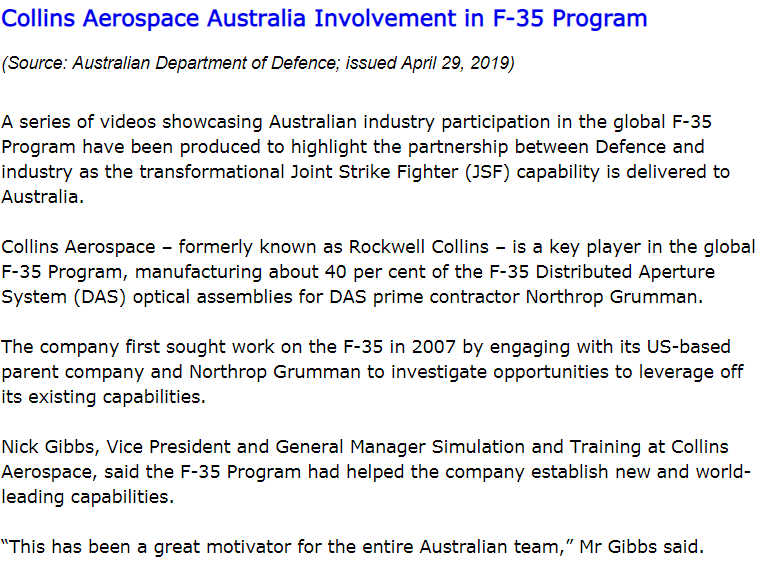 Collins Aerospace Australia Involvement in F-35 Program
(Source: Australian Department of Defence; issued April 29, 2019)
A series of videos showcasing Australian industry participation in the global F-35
Program have been produced to highlight the partnership between Defence and
industry as the transformational Joint Strike Fighter (JSF) capability is delivered to
Australia.
Collins Aerospace – formerly known as Rockwell Collins – is a key player in the global
F-35 Program, manufacturing about 40 per cent of the F-35 Distributed Aperture
System (DAS) optical assemblies for DAS prime contractor Northrop Grumman.
The company first sought work on the F-35 in 2007 by engaging with its US-based
parent company and Northrop Grumman to investigate opportunities to leverage off
its existing capabilities.
Nick Gibbs, Vice President and General Manager Simulation and Training at Collins
Aerospace, said the F-35 Program had helped the company establish new and world-
leading capabilities.
“This has been a great motivator for the entire Australian team,” Mr Gibbs said.